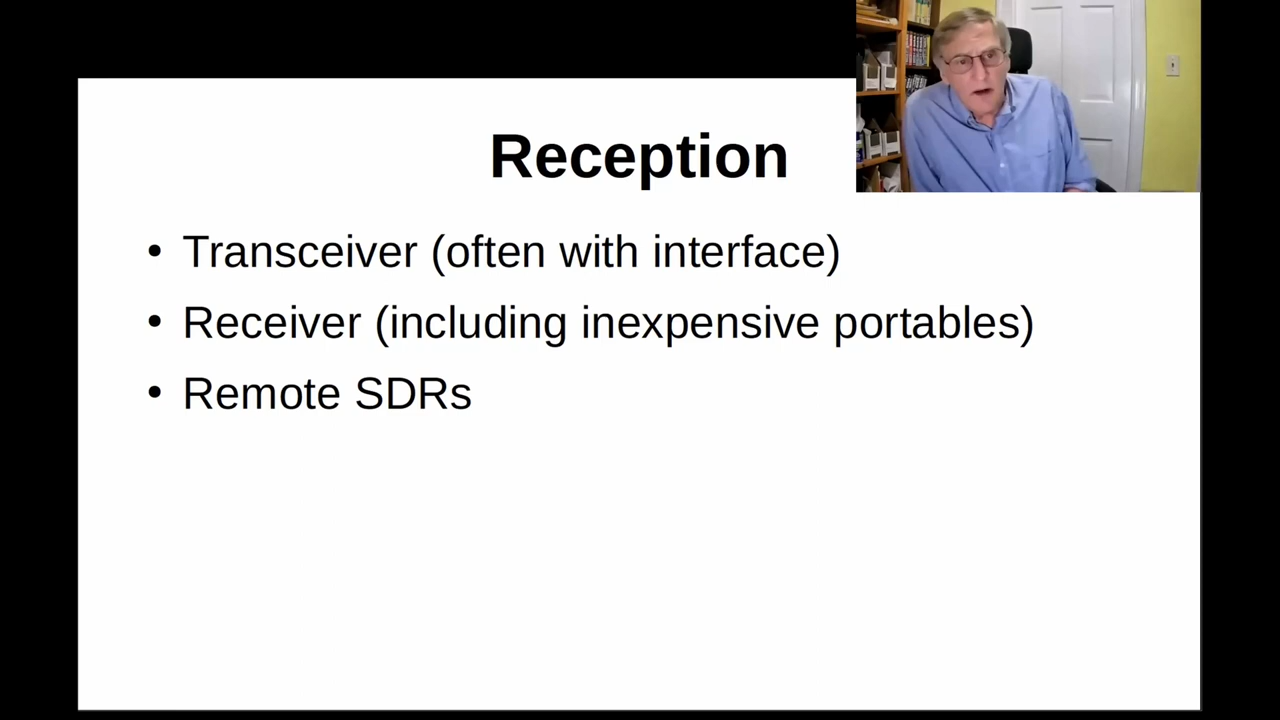 Reception
• Transceiver (often with interface)
• Receiver (including inexpensive portables)
• Remote SDRs